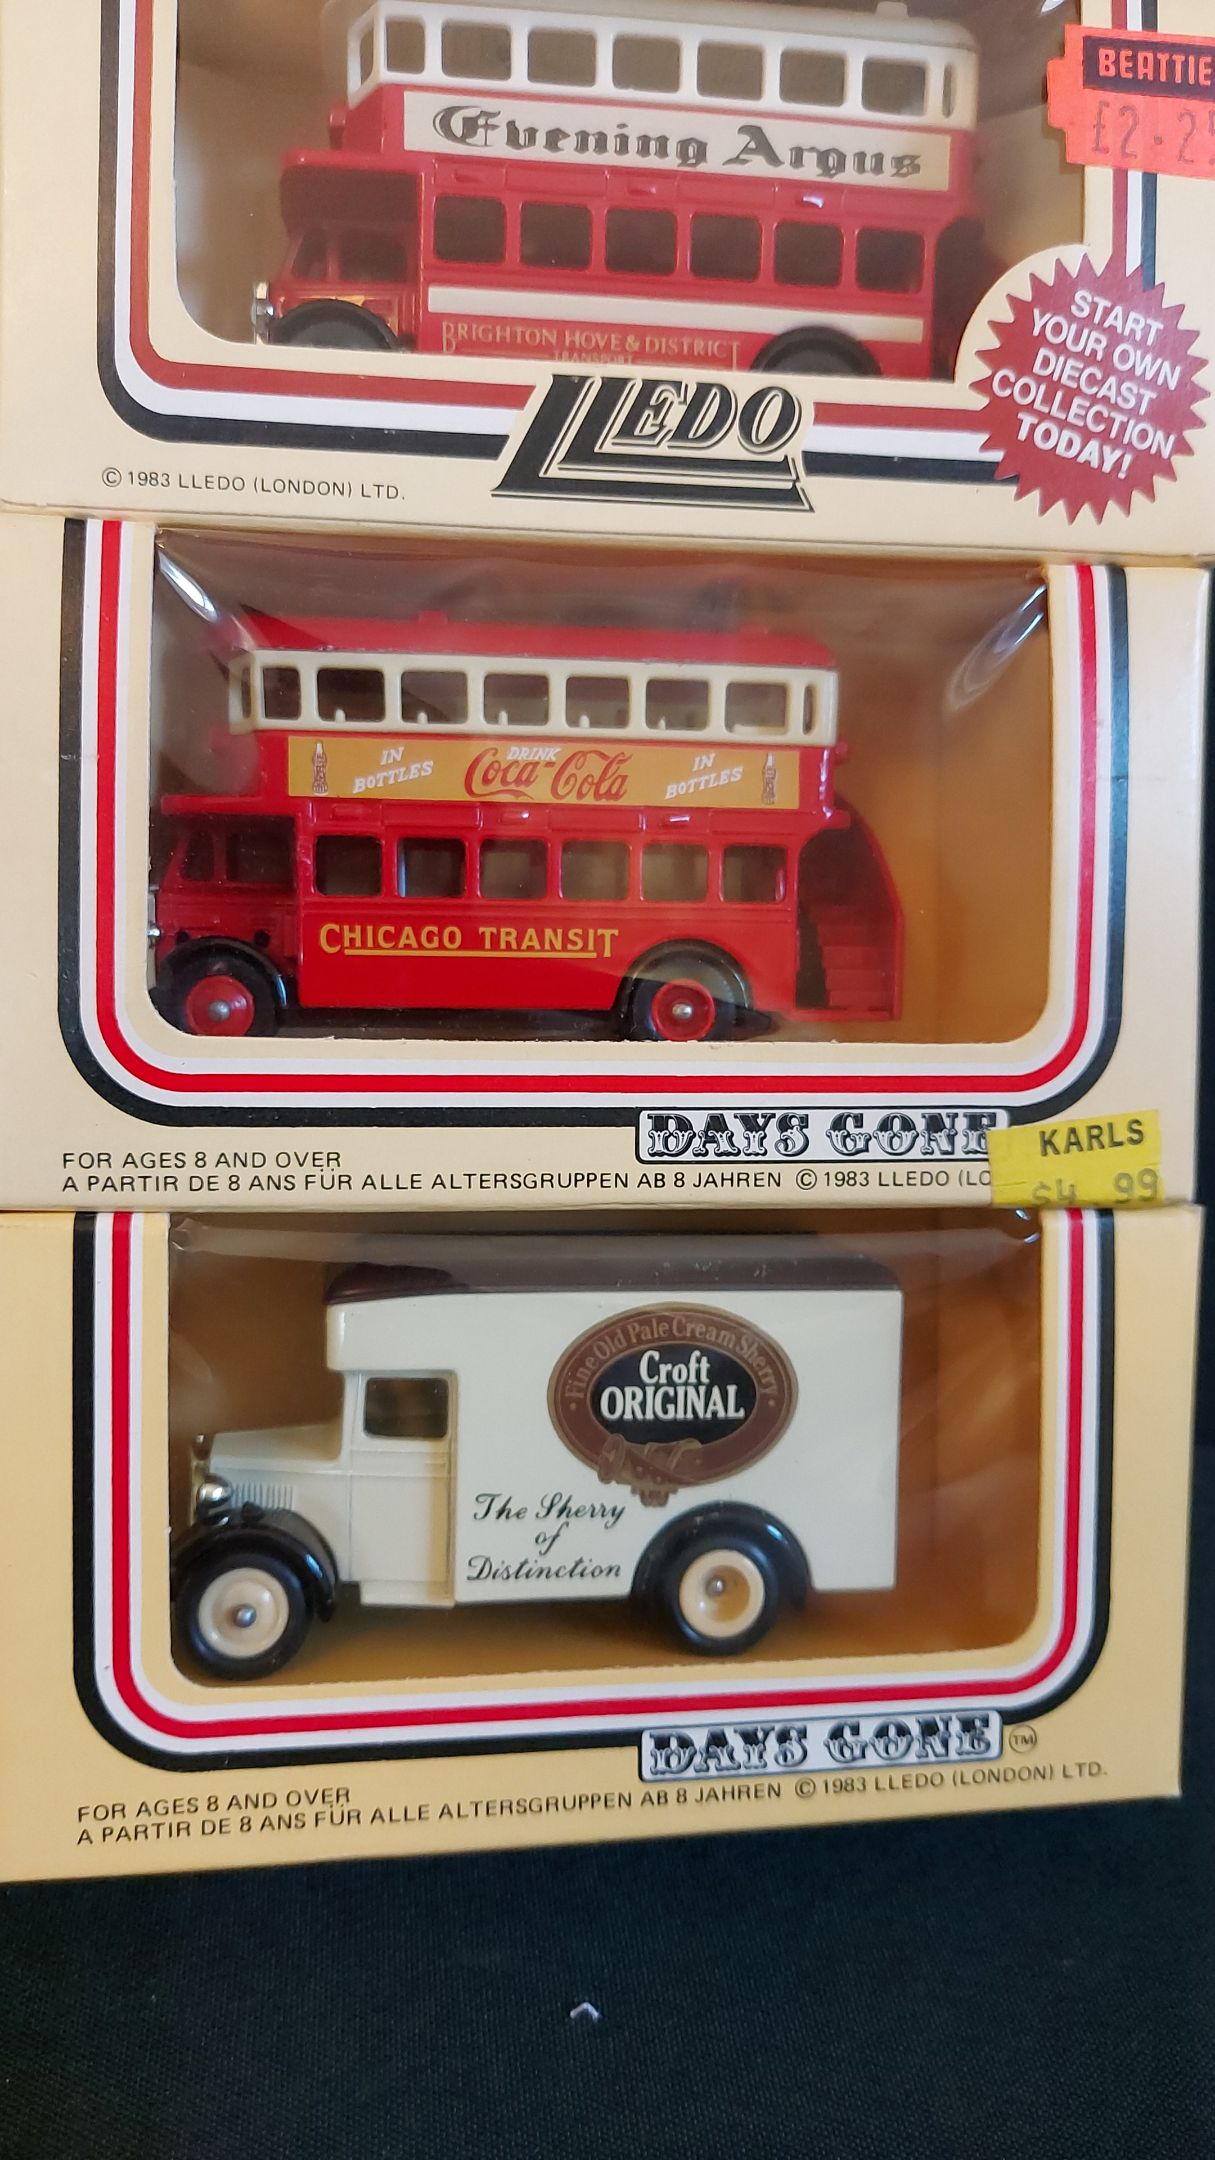 BEATTIE
£2.2
Evening Argus
BRIGHTON HOVE & DISTRICT
TRANSPORT
START
YOUR OWN
DIECAST
COLLECTION
TODAY!
LLEDO
© 1983 LLEDO (LONDON) LTD.
IN
BOTTLES
DRINK
Coca-Cola
IN
BOTTLES
CHICAGO TRANSIT
DAYS GONE
KARLS
$4 99
FOR AGES 8 AND OVER
A PARTIR DE 8 ANS FÜR ALLE ALTERSGRUPPEN AB 8 JAHREN © 1983 LLEDO (LO
Fine Old Pale Cream Sherry
Croft
ORIGINAL
The Sherry
of
Distinction
DAYS GONE TM
FOR AGES 8 AND OVER
A PARTIR DE 8 ANS FÜR ALLE ALTERSGRUPPEN AB 8 JAHREN © 1983 LLEDO (LONDON) LTD.